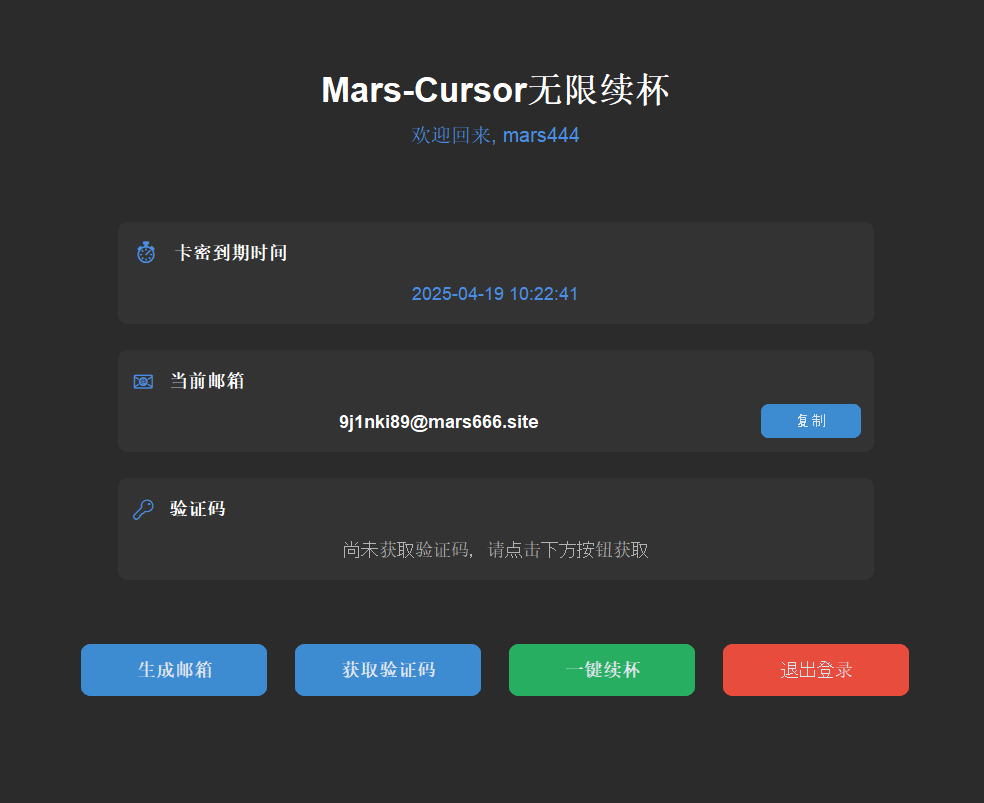 Mars-Cursor无限续杯
欢迎回来, mars444
卡密到期时间
2025-04-19 10:22:41
当前邮箱
9j1nki89@mars666.site
复制
验证码
尚未获取验证码，请点击下方按钮获取
生成邮箱
获取验证码
一键续杯
退出登录